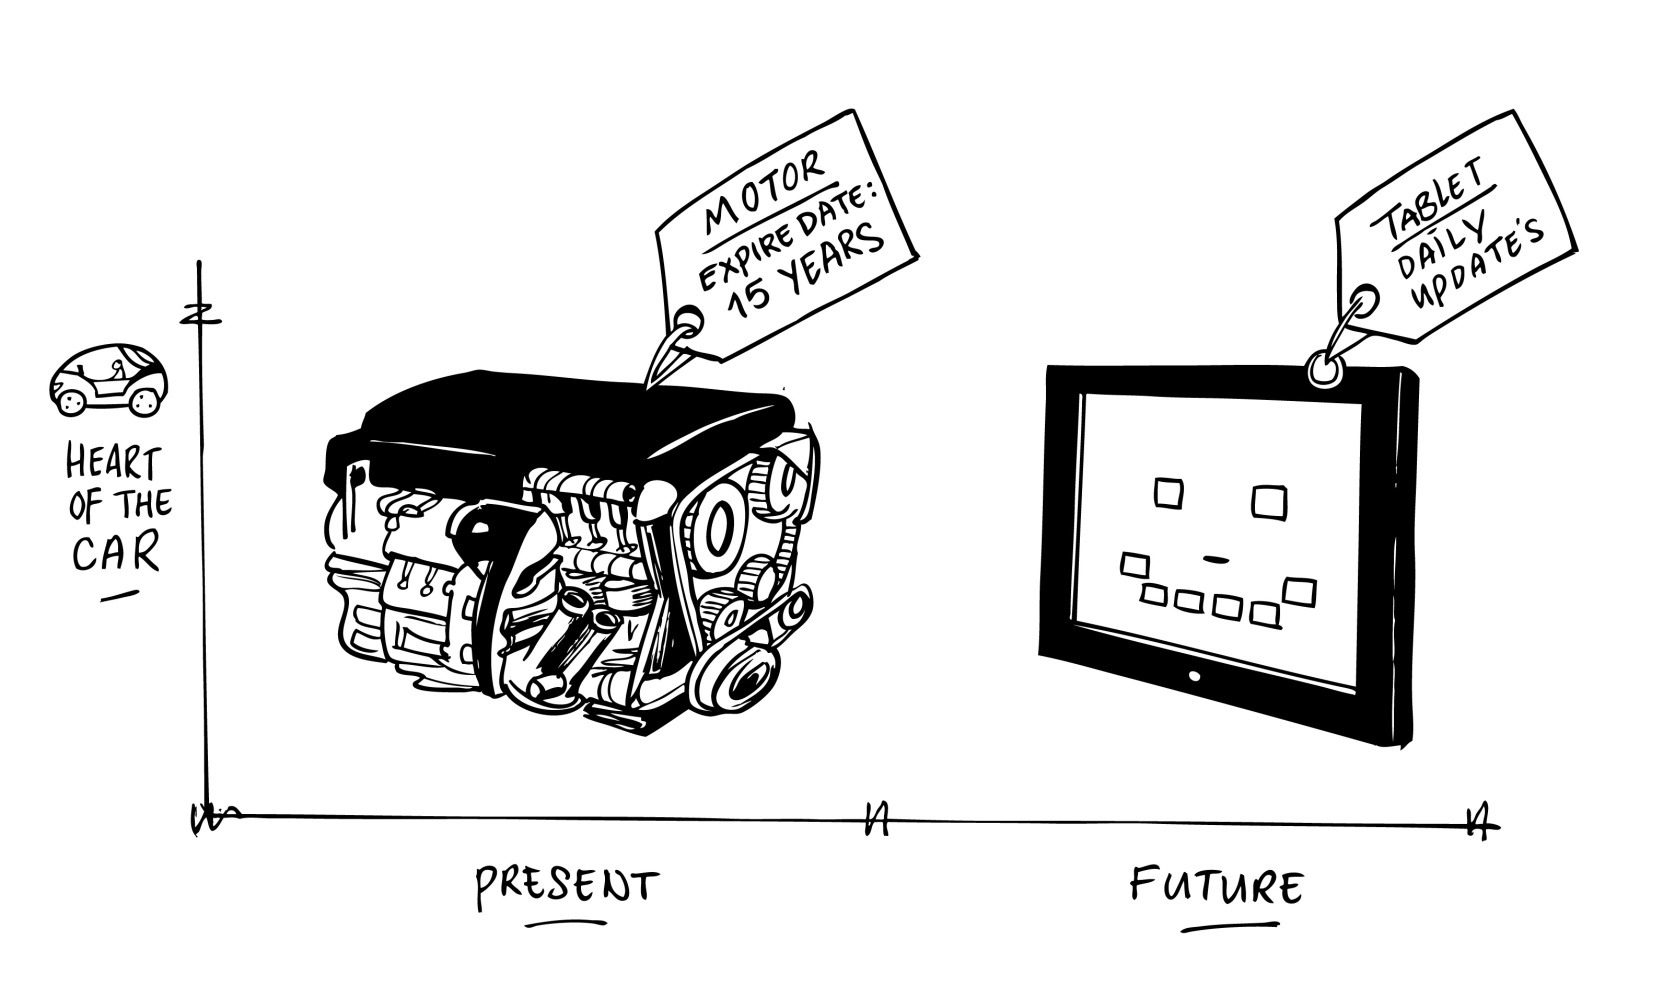 MOTOR
EXPIRE DATE:
15 YEARS
TABLET
DAILY
UPDATE'S
HEART
OF THE
CAR
PRESENT
FUTURE